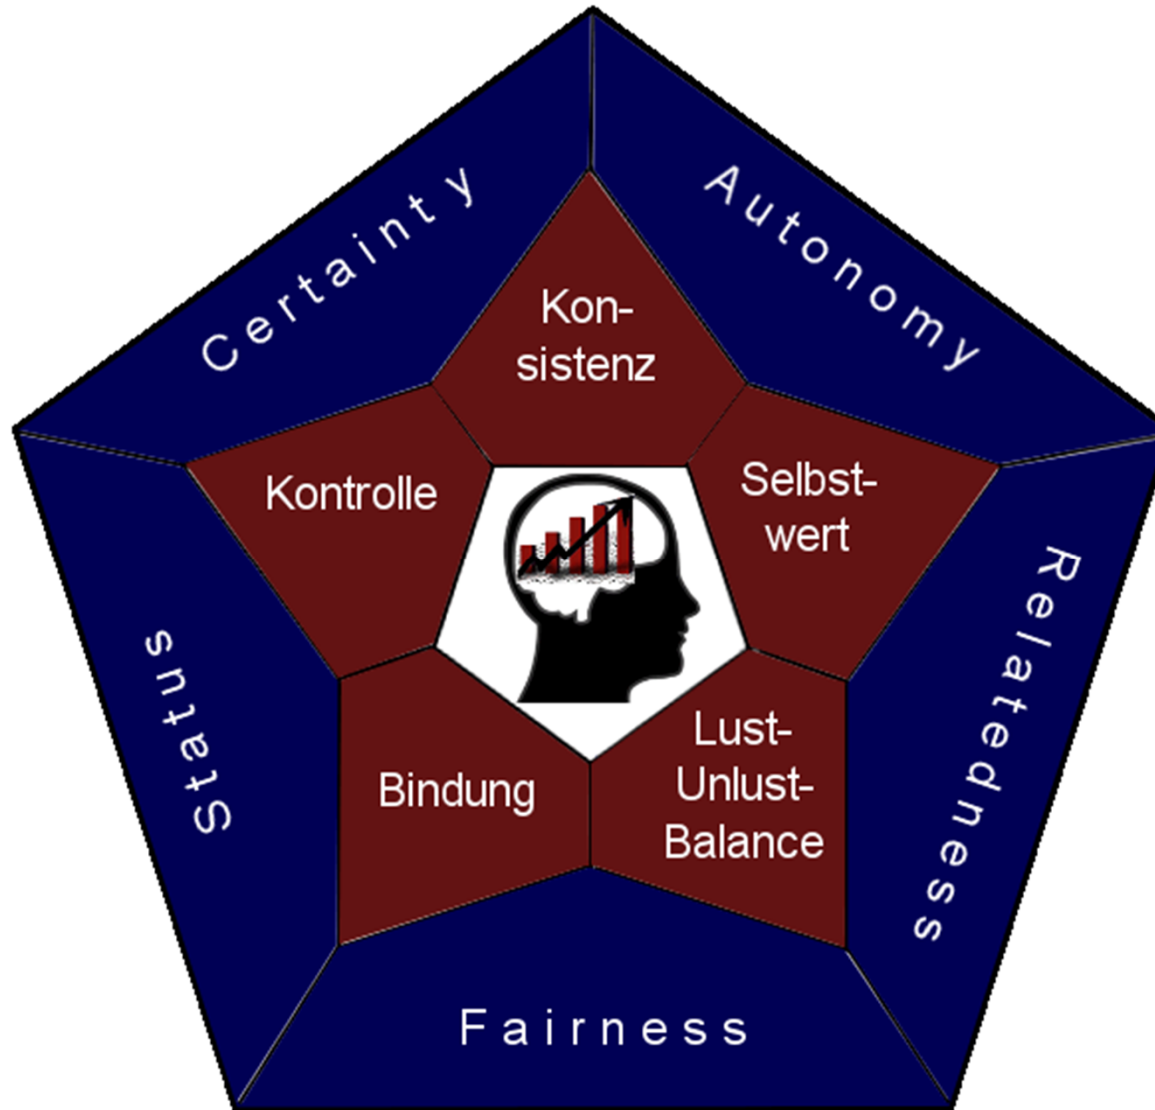 Certainty
Autonomy
Kon-
sistenz
Kontrolle
Selbst-
wert
Status
Relatedness
Bindung
Lust-
Unlust-
Balance
Fairness